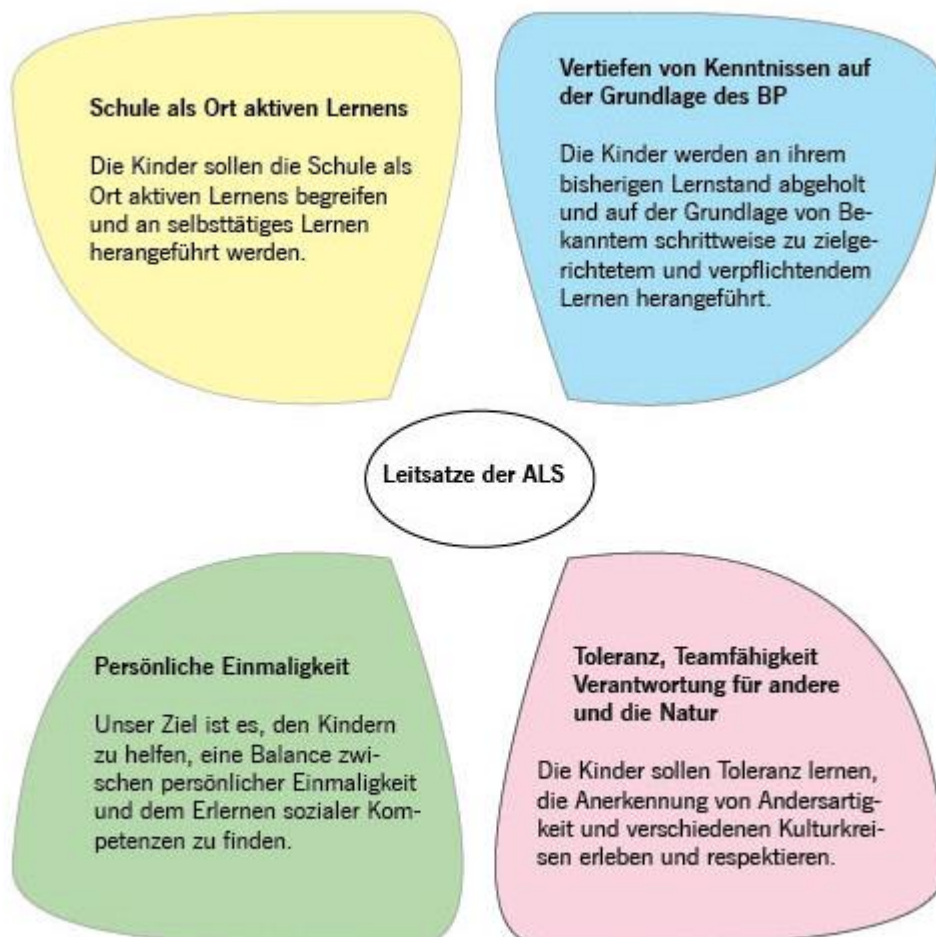 Schule als Ort aktiven Lernens
Die Kinder sollen die Schule als
Ort aktiven Lernens begreifen
und an selbsttätiges Lernen
herangeführt werden.
Vertiefen von Kenntnissen auf
der Grundlage des BP
Die Kinder werden an ihrem
bisherigen Lernstand abgeholt
und auf der Grundlage von Be-
kanntem schrittweise zu zielge-
richtetem und verpflichtendem
Lernen herangeführt.
Leitsatze der ALS
Persönliche Einmaligkeit
Unser Ziel ist es, den Kindern
zu helfen, eine Balance zwi-
schen persönlicher Einmaligkeit
und dem Erlernen sozialer Kom-
petenzen zu finden.
Toleranz, Teamfähigkeit
Verantwortung für andere
und die Natur
Die Kinder sollen Toleranz lernen,
die Anerkennung von Andersartig-
keit und verschiedenen Kulturkrei-
sen erleben und respektieren.